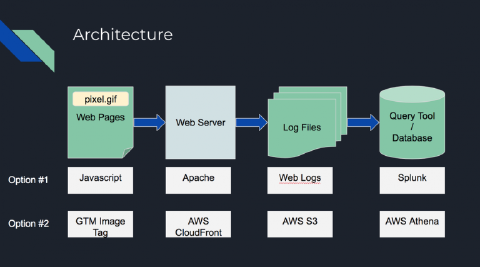 Architecture
pixel.gif
Web Pages
Web Server
Log Files
Query Tool
/
Database
Option #1
Javascript
Apache
Web Logs
Splunk
Option #2
GTM Image
Tag
AWS
CloudFront
AWS S3
AWS Athena